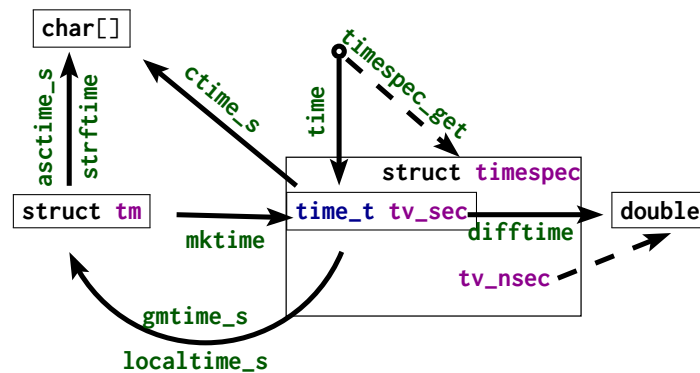 char[]
timespec_get
ctime_s
time
asctime_s
strftime
struct timespec
struct tm
time_t tv_sec
double
mktime
difftime
tv_nsec
gmtime_s
localtime_s